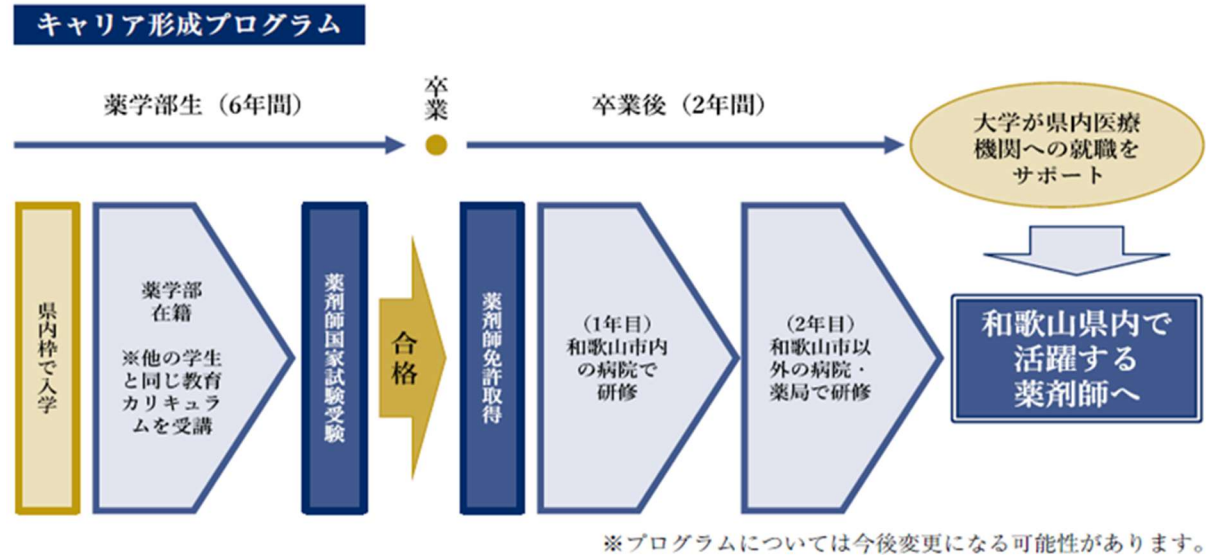 キャリア形成プログラム
薬学部生（6年間）
卒業
卒業後（2年間）
大学が県内医療
機関への就職を
サポート
県内枠で入学
薬学部
在籍
※他の学生
と同じ教育
カリキュラ
ムを受講
薬剤師国家試験受験
合格
薬剤師免許取得
（1年目）
和歌山市内
の病院で
研修
（2年目）
和歌山市以
外の病院・
薬局で研修
和歌山県内で
活躍する
薬剤師へ
※プログラムについては今後変更になる可能性があります。